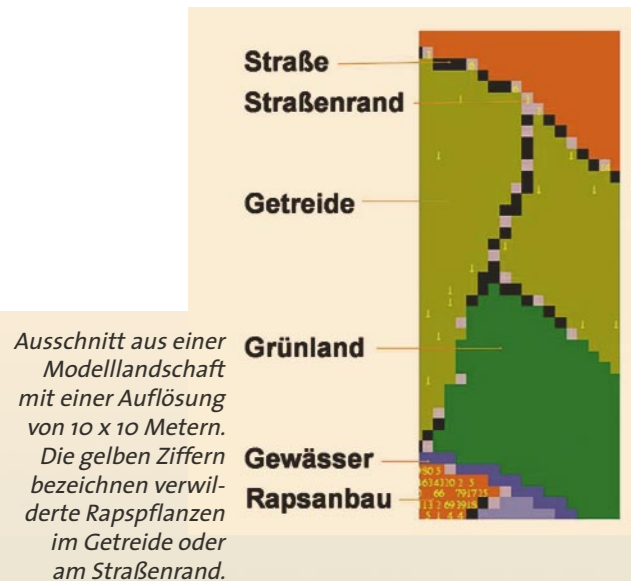 Straße
Straßenrand
Getreide
Grünland
Gewässer
Rapsanbau
Ausschnitt aus einer
Modelllandschaft
mit einer Auflösung
von 10 x 10 Metern.
Die gelben Ziffern
bezeichnen verwil-
derte Rapspflanzen
im Getreide oder
am Straßenrand.